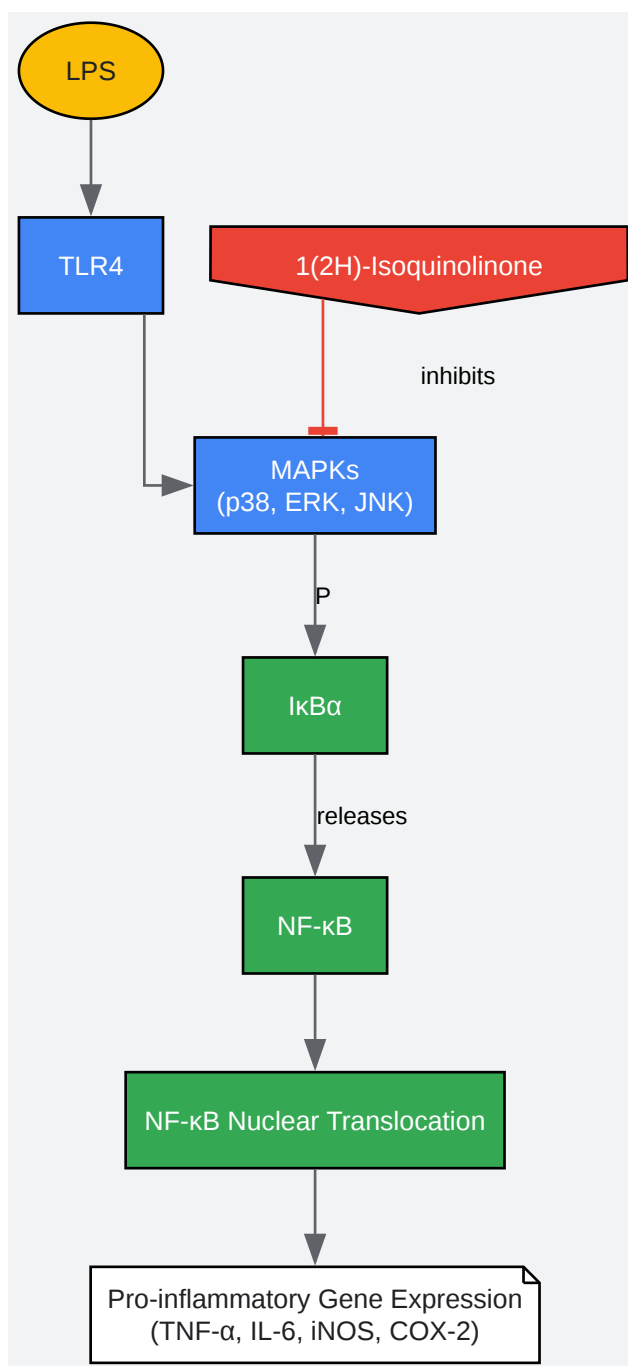 LPS
TLR4
1(2H)-Isoquinolinone
inhibits
MAPKs
(p38, ERK, JNK)
P
IκBα
releases
NF-κB
NF-κB Nuclear Translocation
Pro-inflammatory Gene Expression
(TNF-α, IL-6, iNOS, COX-2)